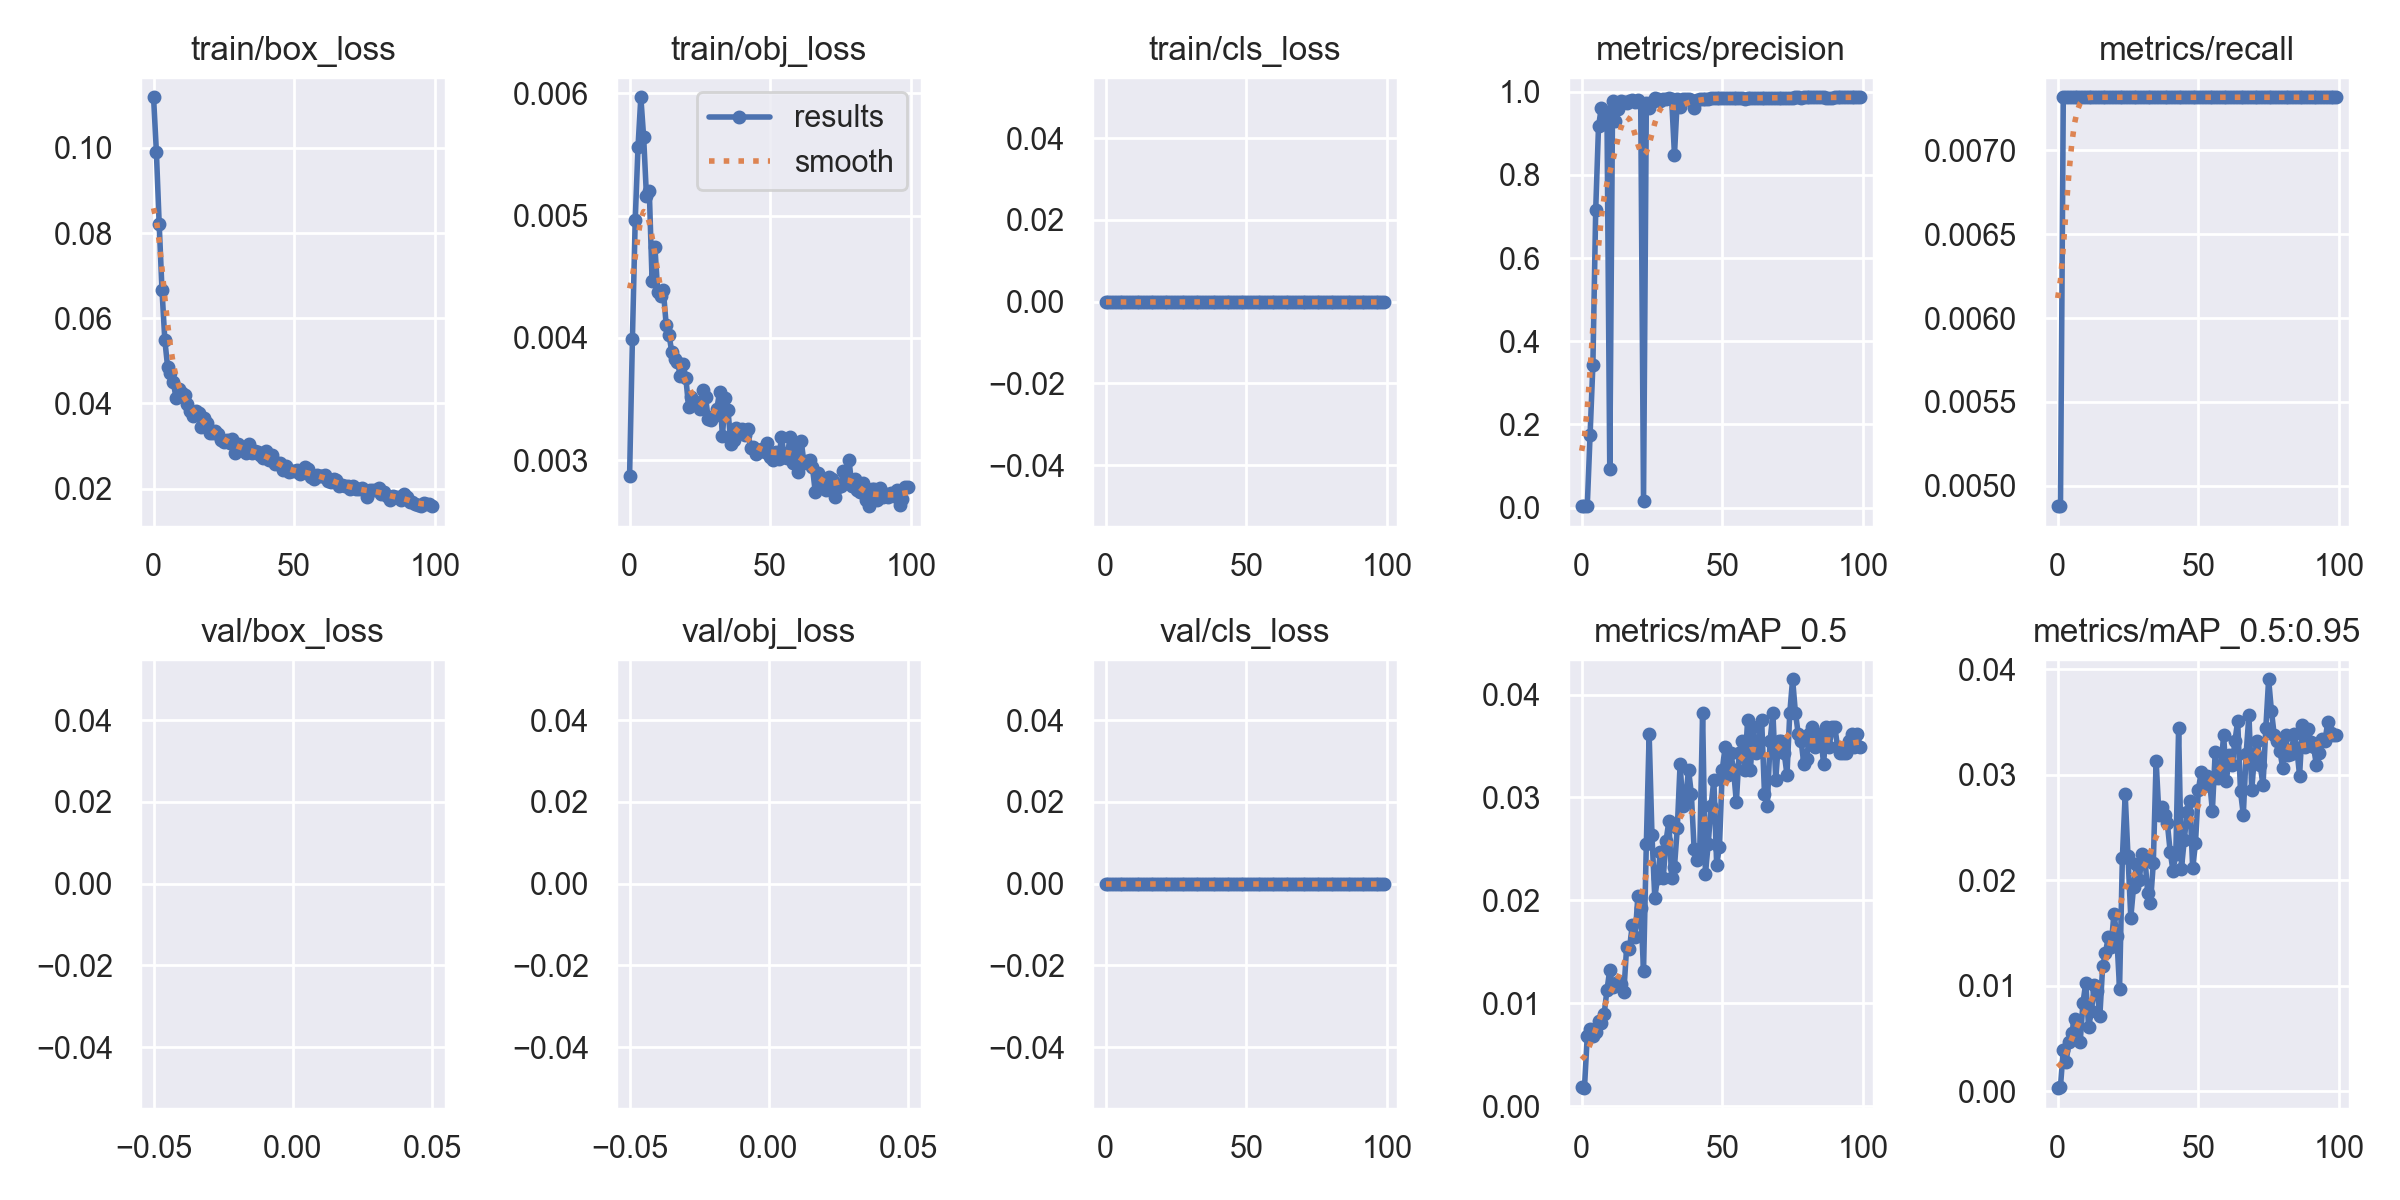 train/box_loss
0.10
0.08
0.06
0.04
0.02
0 50 100
train/obj_loss
results
smooth
0.006
0.005
0.004
0.003
0 50 100
train/cls_loss
0.04
0.02
0.00
−0.02
−0.04
0 50 100
metrics/precision
1.0
0.8
0.6
0.4
0.2
0.0
0 50 100
metrics/recall
0.0070
0.0065
0.0060
0.0055
0.0050
0 50 100
val/box_loss
0.04
0.02
0.00
−0.02
−0.04
−0.05 0.00 0.05
val/obj_loss
0.04
0.02
0.00
−0.02
−0.04
−0.05 0.00 0.05
val/cls_loss
0.04
0.02
0.00
−0.02
−0.04
0 50 100
metrics/mAP_0.5
0.04
0.03
0.02
0.01
0.00
0 50 100
metrics/mAP_0.5:0.95
0.04
0.03
0.02
0.01
0.00
0 50 100